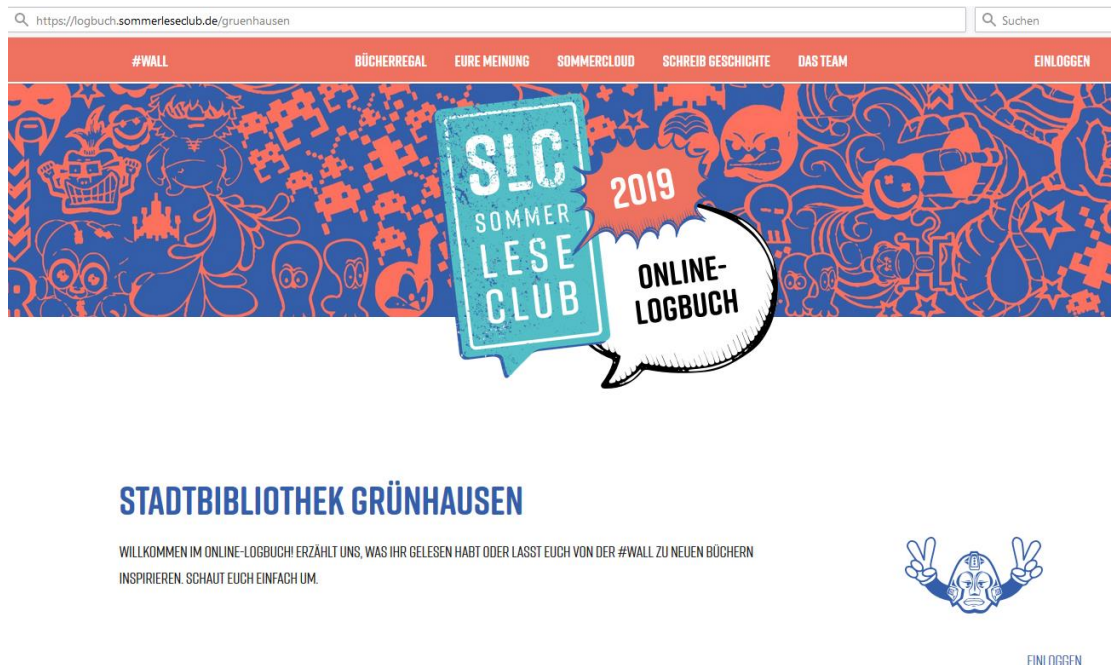 https://logbuch.sommerleseclub.de/gruenhausen
Suchen
#WALL BÜCHERREGAL EURE MEINUNG SOMMERCLOUD SCHREIB GESCHICHTE DAS TEAM EINLOGGEN
SLC
SOMMER
LESE
CLUB
2019
ONLINE-
LOGBUCH
STADTBIBLIOTHEK GRÜNHAUSEN
WILLKOMMEN IM ONLINE-LOGBUCH! ERZÄHLT UNS, WAS IHR GELESEN HABT ODER LASST EUCH VON DER #WALL ZU NEUEN BÜCHERN
INSPIRIEREN. SCHAUT EUCH EINFACH UM.
EINLOGGEN